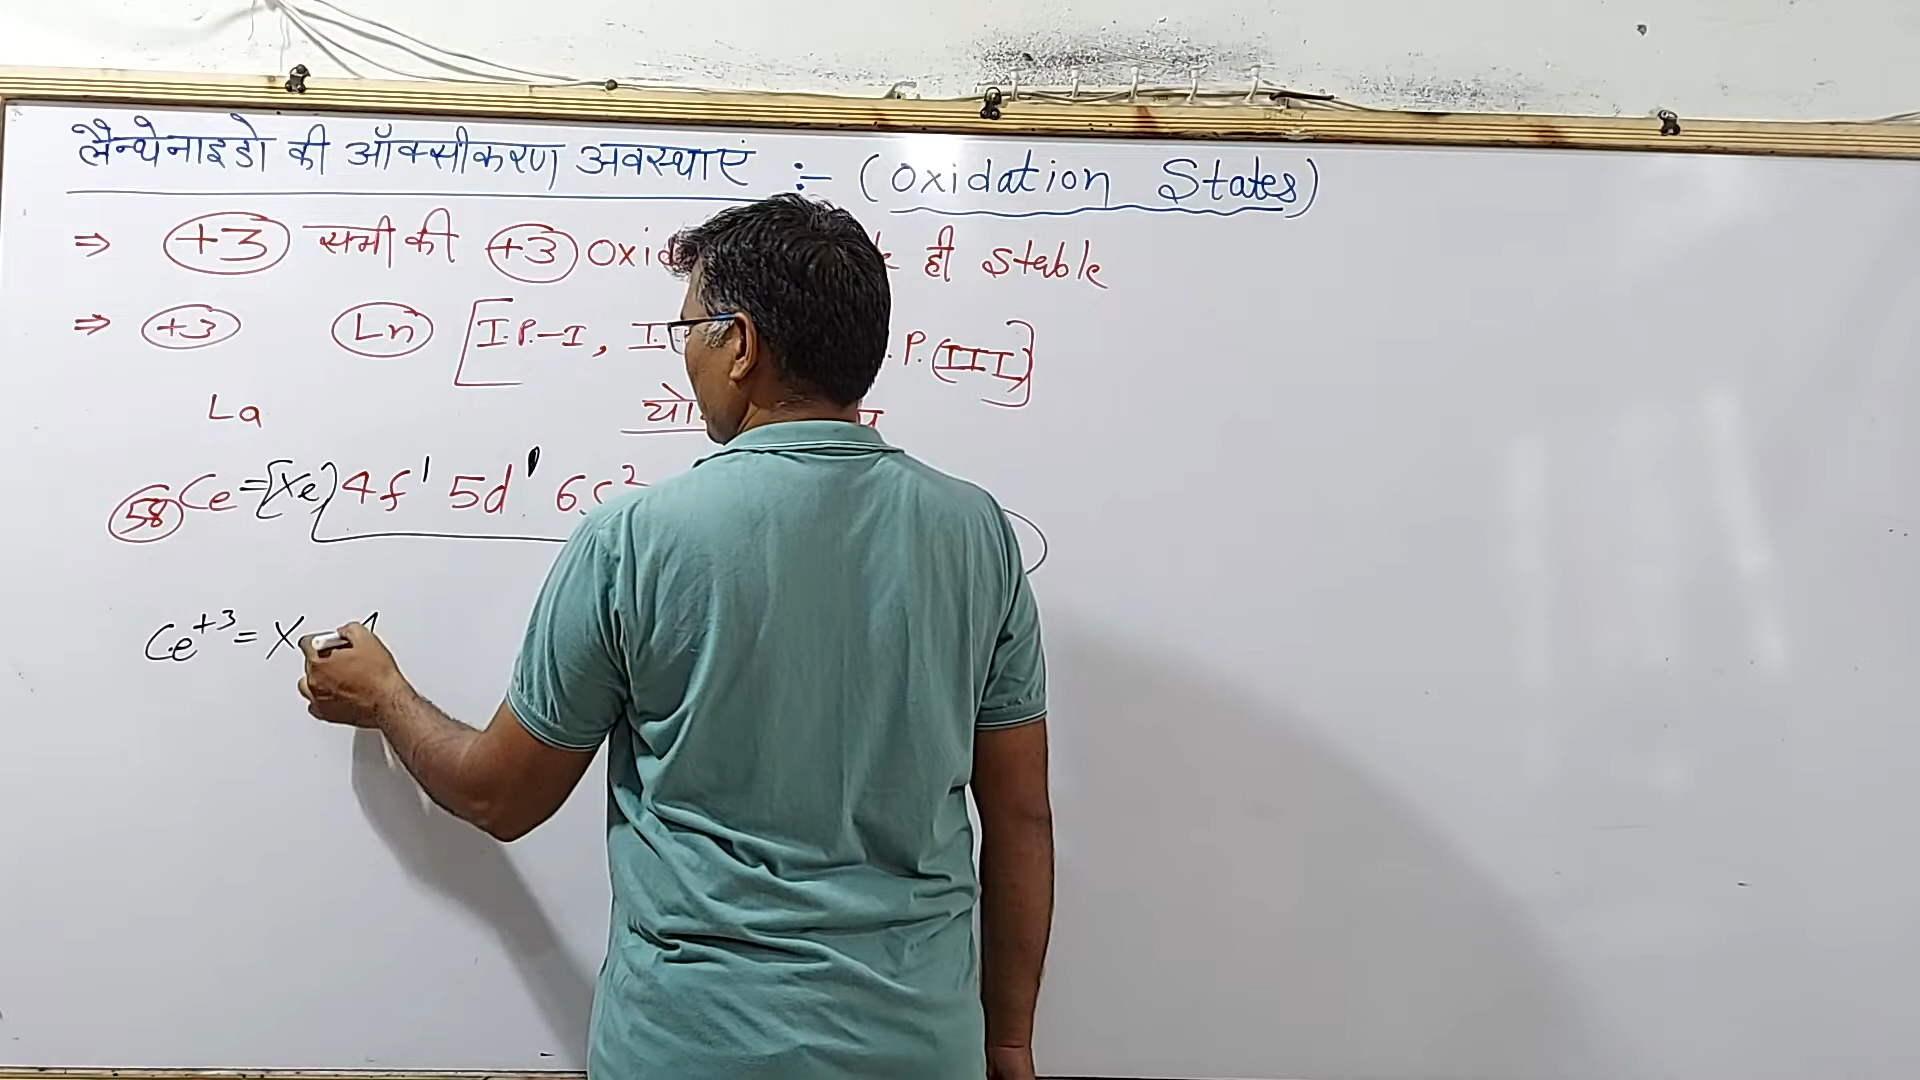 लैन्थेनाइडो की ऑक्सीकरण अवस्थाएं :- (Oxidation States)
⇒ +3 सभी की +3 ही Stable
⇒ +3 Ln [I.P.-I, .P.(III)]
La
58 Ce=[Xe]4f¹ 5d¹ 6s²
Ce⁺³=